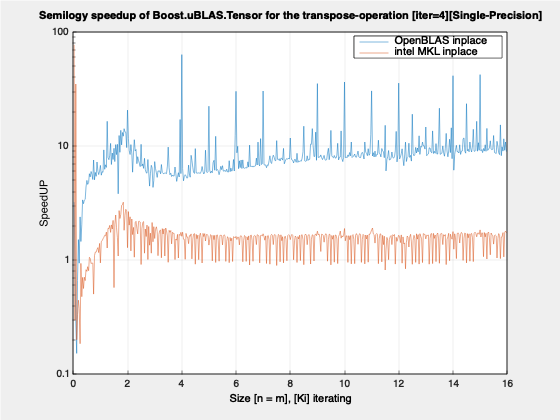 Semilogy speedup of Boost.uBLAS.Tensor for the transpose-operation [iter=4][Single-Precision]
100
OpenBLAS inplace
intel MKL inplace
10
SpeedUP
1
0.1
0 2 4 6 8 10 12 14 16
Size [n = m], [Ki] iterating